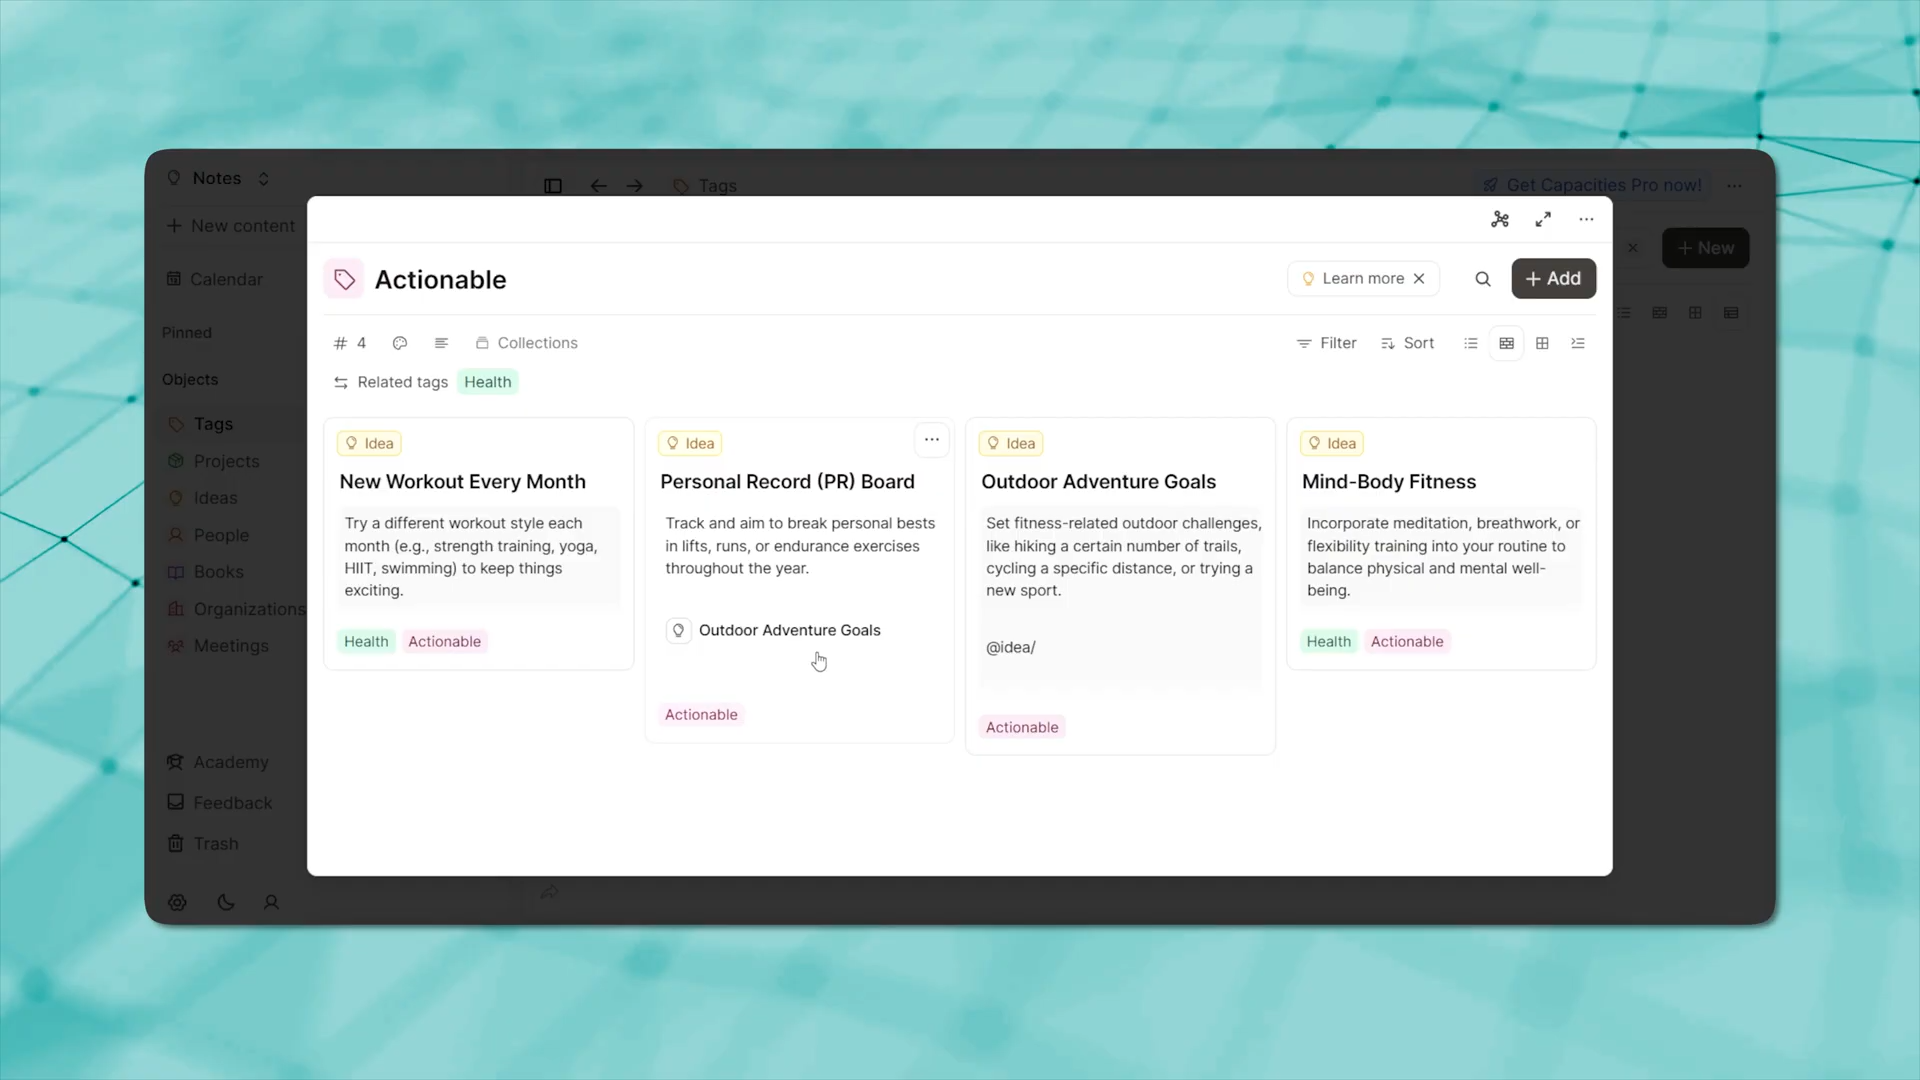 Notes
Tags
Get Capacities Pro now!
New content
Calendar
New
Pinned
Objects
Tags
Projects
Ideas
People
Books
Organizations
Meetings
Academy
Feedback
Trash
Actionable
Learn more
Add
# 4
Collections
Filter
Sort
Related tags Health
Idea
New Workout Every Month
Try a different workout style each
month (e.g., strength training, yoga,
HIIT, swimming) to keep things
exciting.
Health Actionable
Idea
Personal Record (PR) Board
Track and aim to break personal bests
in lifts, runs, or endurance exercises
throughout the year.
Outdoor Adventure Goals
Actionable
Idea
Outdoor Adventure Goals
Set fitness-related outdoor challenges,
like hiking a certain number of trails,
cycling a specific distance, or trying a
new sport.
@idea/
Actionable
Idea
Mind-Body Fitness
Incorporate meditation, breathwork, or
flexibility training into your routine to
balance physical and mental well-
being.
Health Actionable